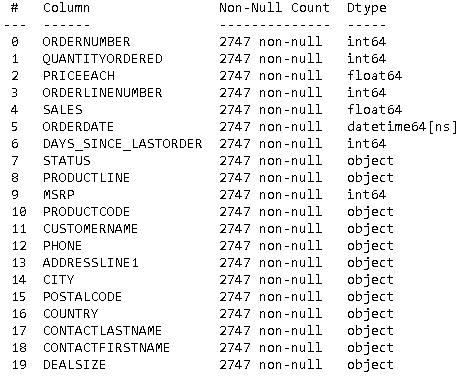 #   Column             Non-Null Count  Dtype
---  ------             --------------  -----
 0   ORDERNUMBER        2747 non-null   int64
 1   QUANTITYORDERED    2747 non-null   int64
 2   PRICEEACH          2747 non-null   float64
 3   ORDERLINENUMBER    2747 non-null   int64
 4   SALES              2747 non-null   float64
 5   ORDERDATE          2747 non-null   datetime64[ns]
 6   DAYS_SINCE_LASTORDER  2747 non-null   int64
 7   STATUS             2747 non-null   object
 8   PRODUCTLINE        2747 non-null   object
 9   MSRP               2747 non-null   int64
 10  PRODUCTCODE        2747 non-null   object
 11  CUSTOMERNAME       2747 non-null   object
 12  PHONE              2747 non-null   object
 13  ADDRESSLINE1       2747 non-null   object
 14  CITY               2747 non-null   object
 15  POSTALCODE         2747 non-null   object
 16  COUNTRY            2747 non-null   object
 17  CONTACTLASTNAME    2747 non-null   object
 18  CONTACTFIRSTNAME   2747 non-null   object
 19  DEALSIZE           2747 non-null   object